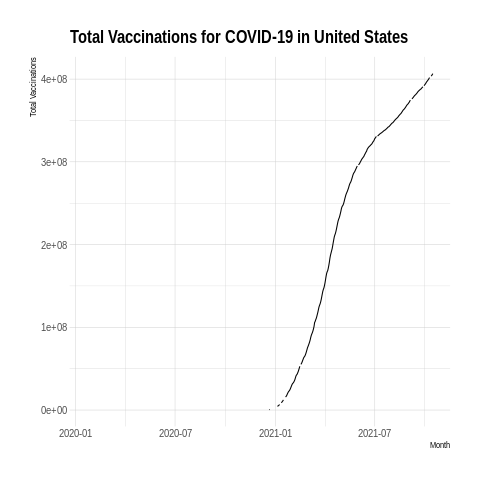 Total Vaccinations for COVID-19 in United States
Total Vaccinations
4e+08
3e+08
2e+08
1e+08
0e+00
2020-01 2020-07 2021-01 2021-07
Month